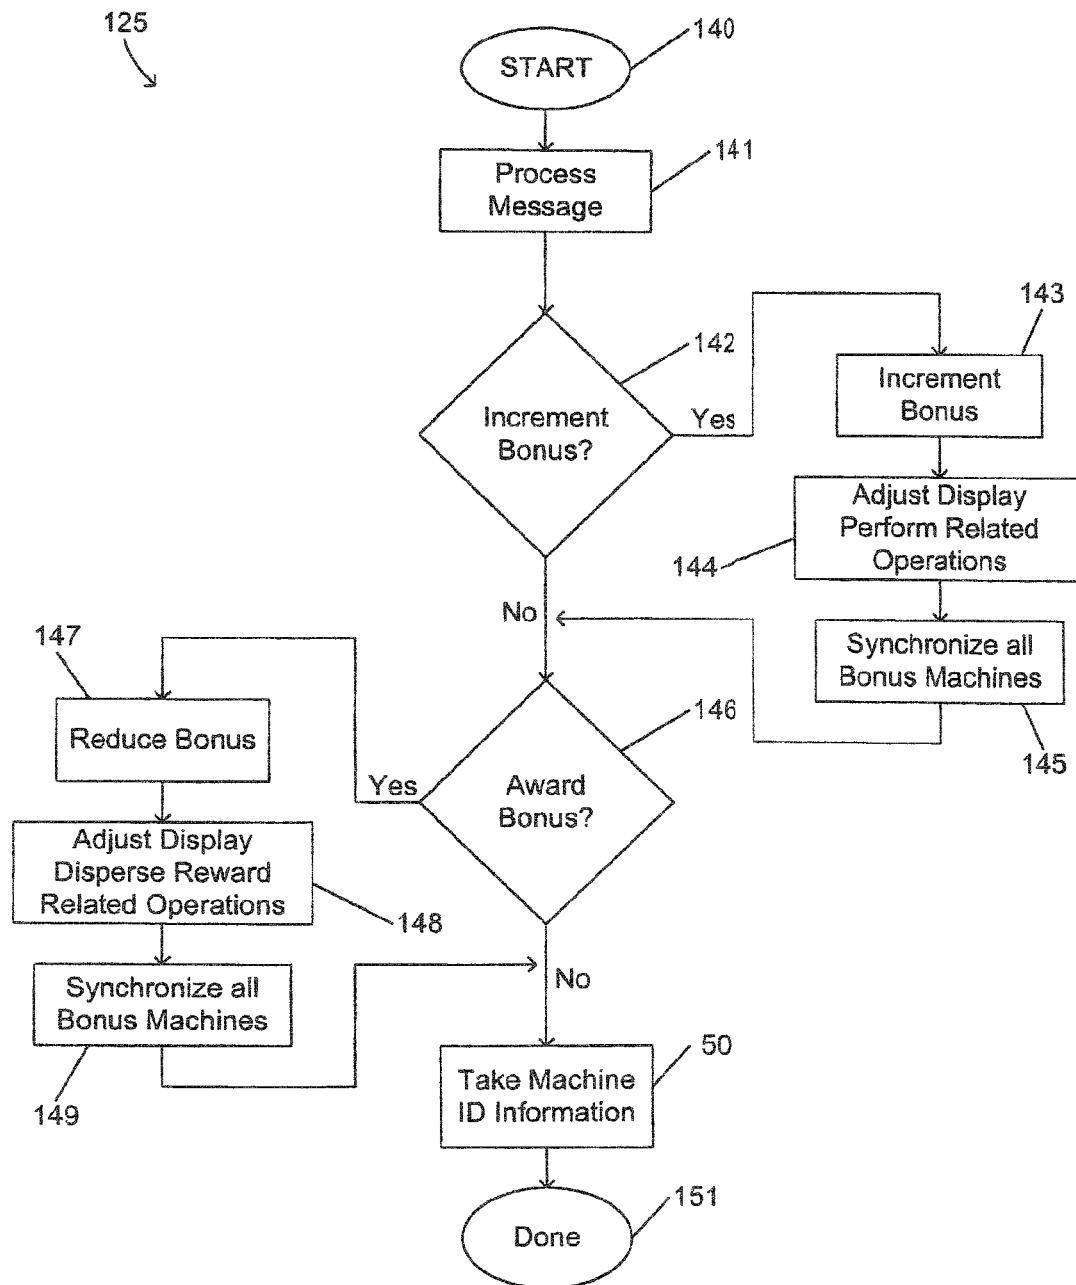 125
140
START
141
Process
Message
143
142
Increment
Bonus
Increment
Bonus?
Yes
Adjust Display
Perform Related
Operations
144
No
147
Synchronize all
Bonus Machines
146
Reduce Bonus
145
Yes
Award
Bonus?
Adjust Display
Disperse Reward
Related Operations
148
No
Synchronize all
Bonus Machines
50
Take Machine
ID Information
149
151
Done